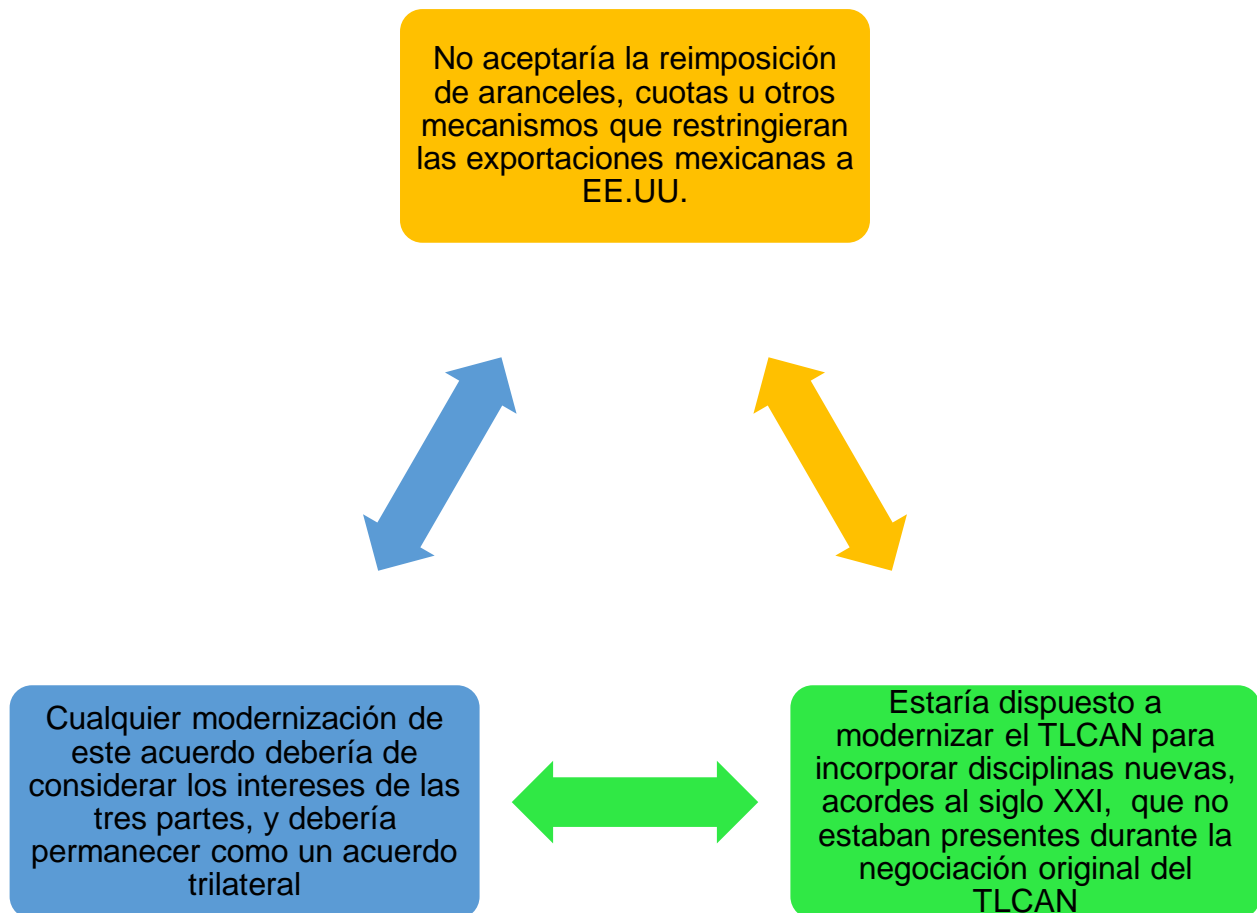 No aceptaría la reimposición
de aranceles, cuotas u otros
mecanismos que restringieran
las exportaciones mexicanas a
EE.UU.
Cualquier modernización de
este acuerdo debería de
considerar los intereses de las
tres partes, y debería
permanecer como un acuerdo
trilateral
Estaría dispuesto a
modernizar el TLCAN para
incorporar disciplinas nuevas,
acordes al siglo XXI, que no
estaban presentes durante la
negociación original del
TLCAN